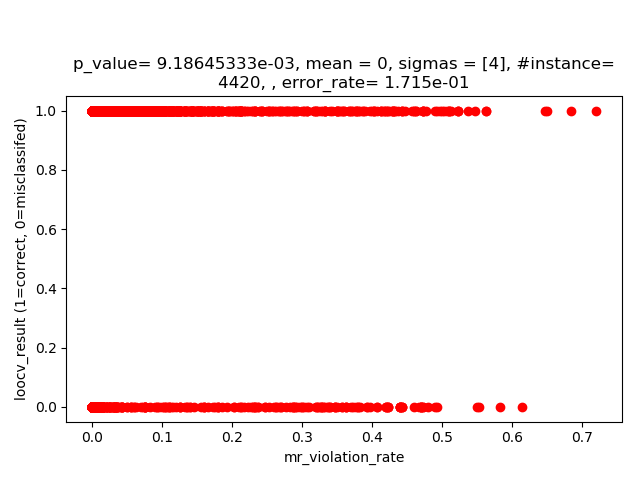 p_value= 9.18645333e-03, mean = 0, sigmas = [4], #instance=
4420, , error_rate= 1.715e-01
loocv_result (1=correct, 0=misclassifed)
1.0
0.8
0.6
0.4
0.2
0.0
0.0 0.1 0.2 0.3 0.4 0.5 0.6 0.7
mr_violation_rate